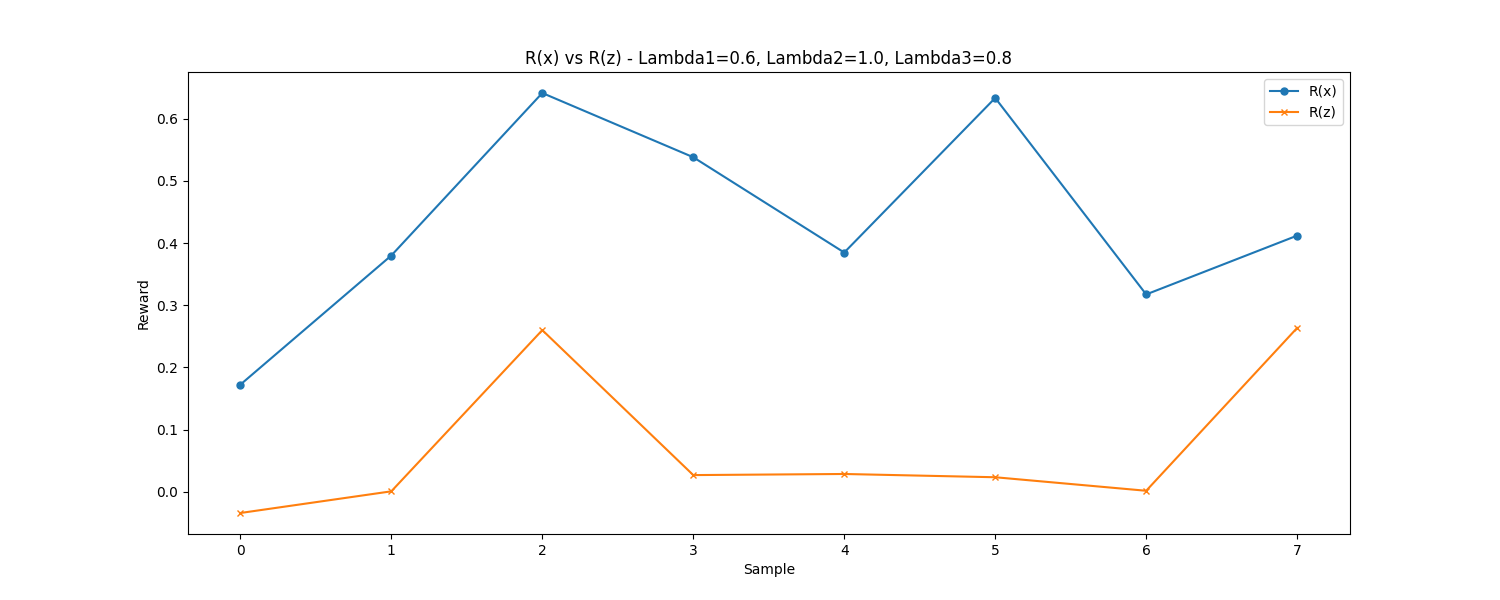 R(x) vs R(z) - Lambda1=0.6, Lambda2=1.0, Lambda3=0.8
R(x)
R(z)
0.6
0.5
0.4
0.3
0.2
0.1
0.0
Reward
0 1 2 3 4 5 6 7
Sample